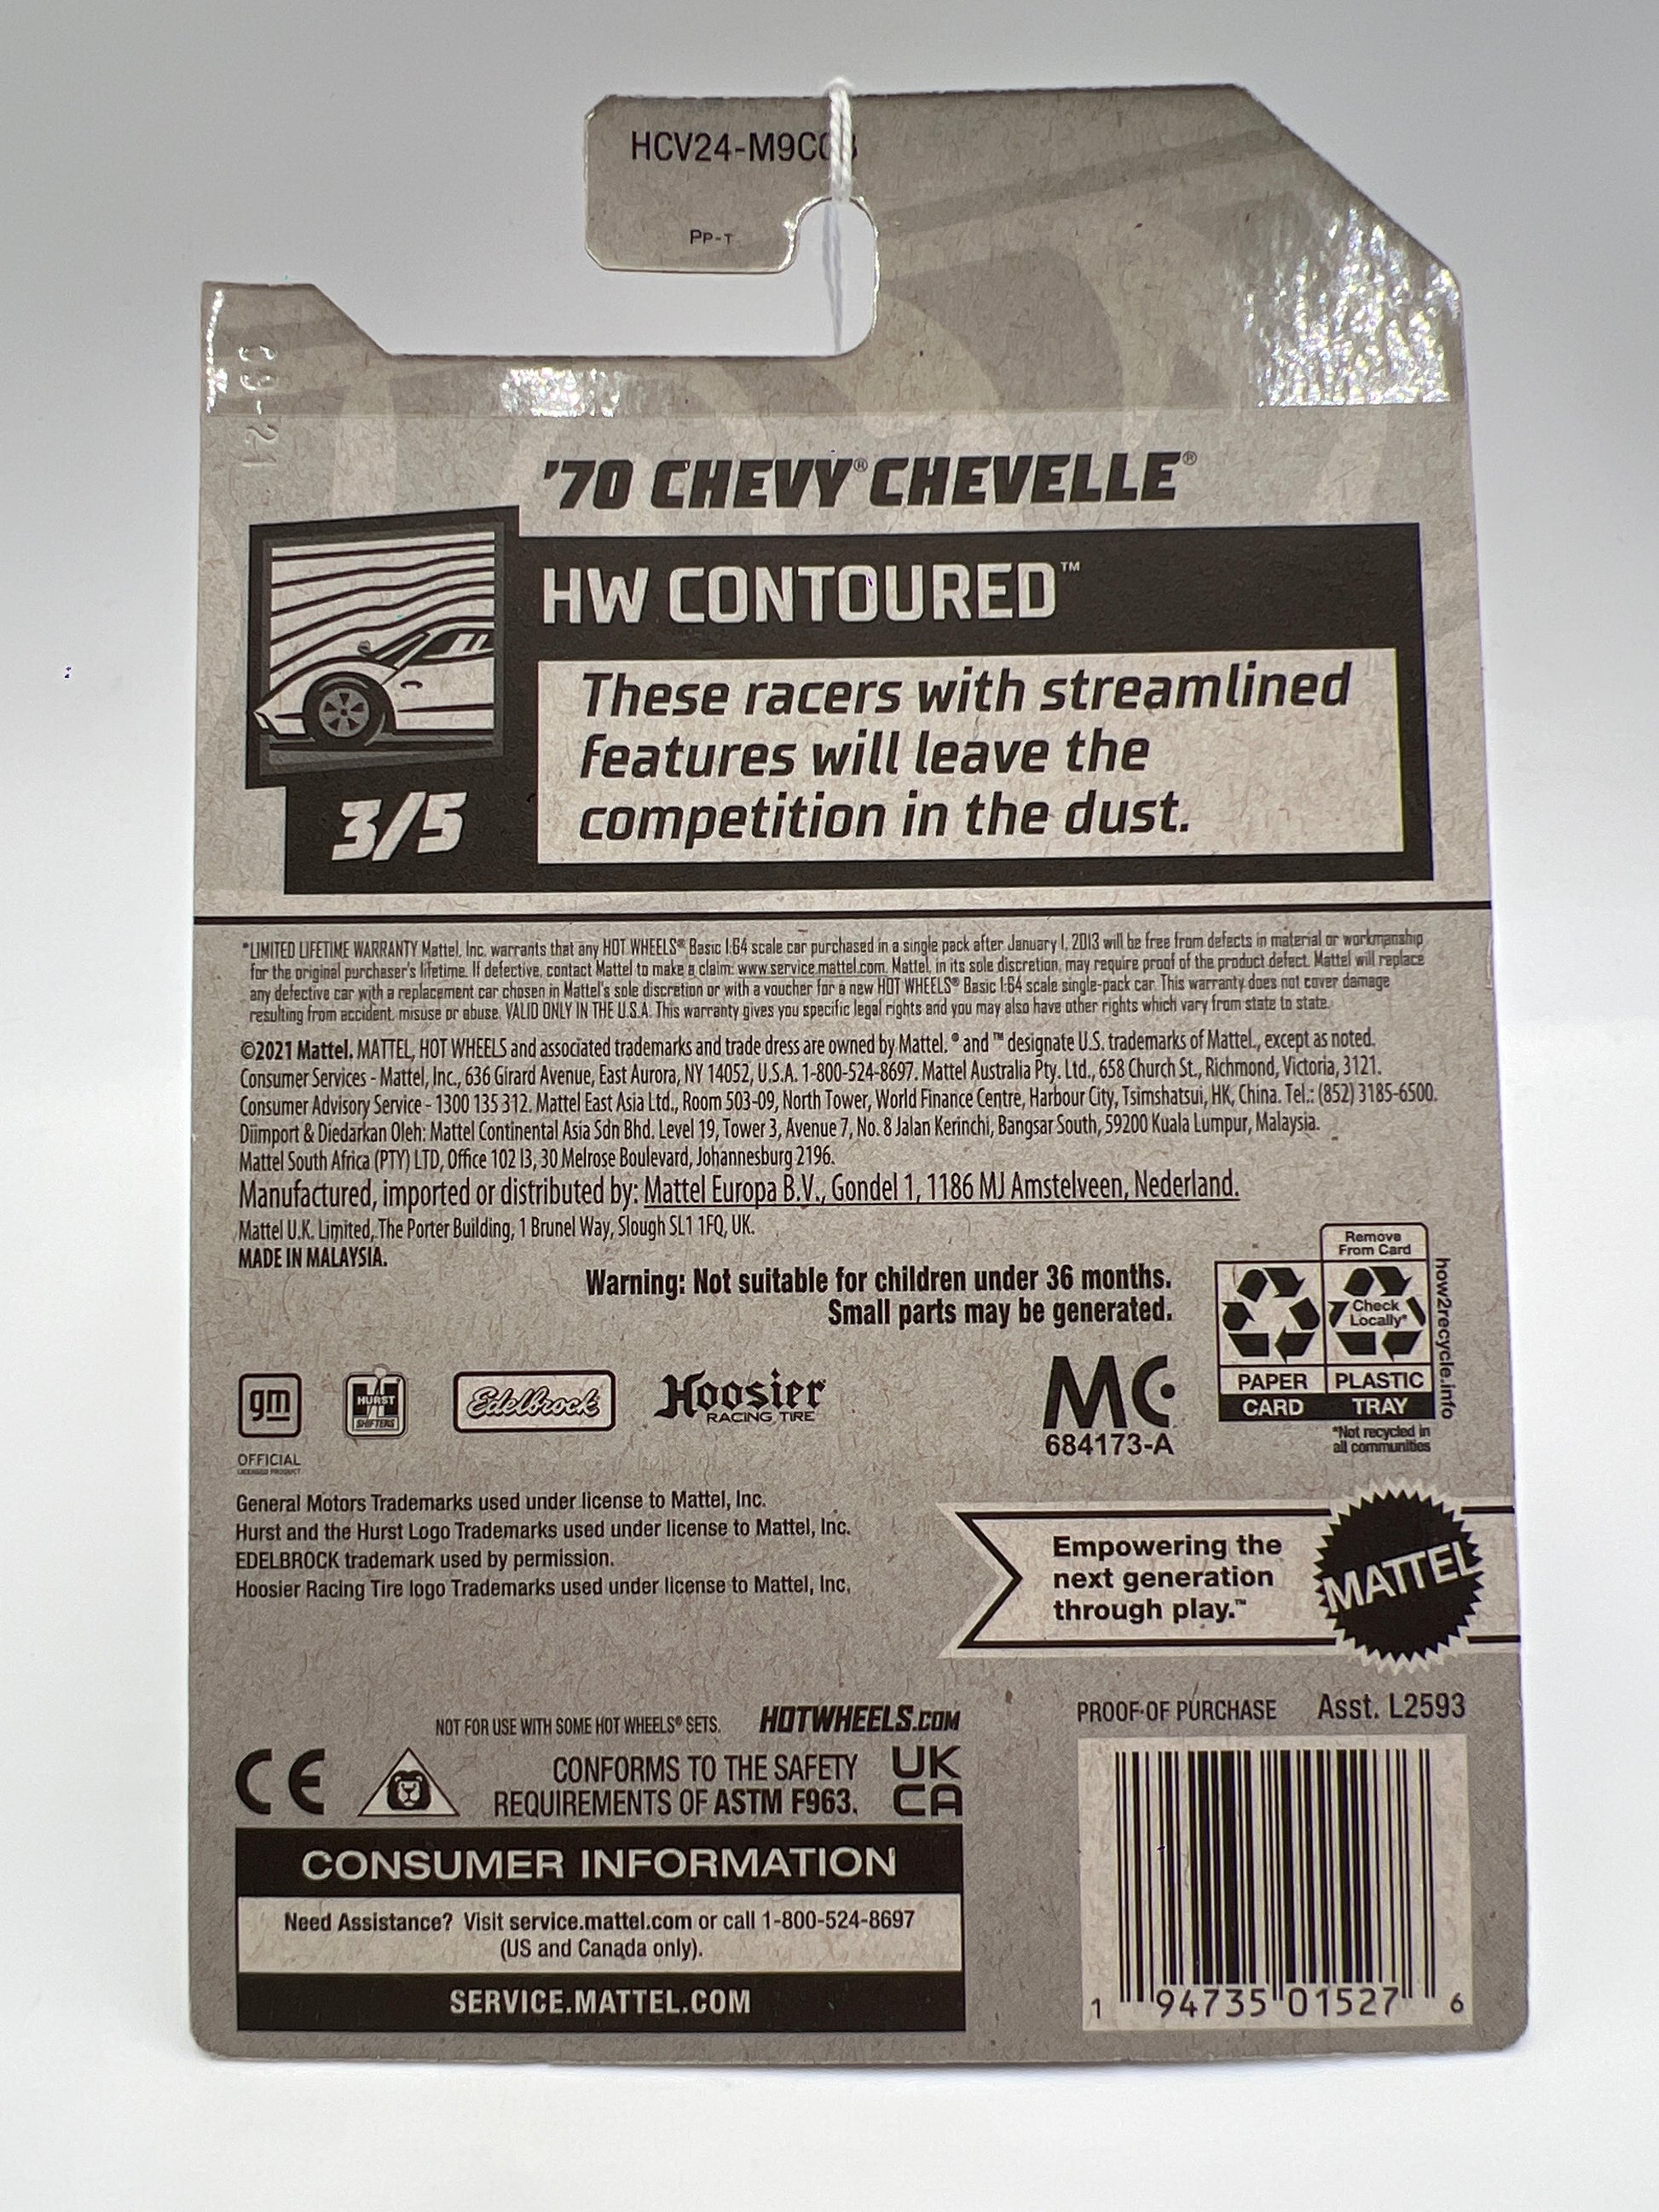 HCV24-M9C
PP-T
'70 CHEVY® CHEVELLE®
HW CONTOURED™
These racers with streamlined
features will leave the
competition in the dust.
3/5
*LIMITED LIFETIME WARRANTY Mattel, Inc. warrants that any HOT WHEELS® Basic 1:64 scale car purchased in a single pack after January 1, 2013 will be free from defects in material or workmanship
for the original purchaser's lifetime. If defective, contact Mattel to make a claim: www.service.mattel.com. Mattel, in its sole discretion, may require proof of the product defect. Mattel will replace
any defective car with a replacement car chosen in Mattel's sole discretion or with a voucher for a new HOT WHEELS® Basic 1:64 scale single-pack car. This warranty does not cover damage
resulting from accident, misuse or abuse. VALID ONLY IN THE U.S.A. This warranty gives you specific legal rights and you may also have other rights which vary from state to state.
©2021 Mattel. MATTEL, HOT WHEELS and associated trademarks and trade dress are owned by Mattel. ® and ™ designate U.S. trademarks of Mattel., except as noted.
Consumer Services - Mattel, Inc., 636 Girard Avenue, East Aurora, NY 14052, U.S.A. 1-800-524-8697. Mattel Australia Pty. Ltd., 658 Church St., Richmond, Victoria, 3121.
Consumer Advisory Service - 1300 135 312. Mattel East Asia Ltd., Room 503-09, North Tower, World Finance Centre, Harbour City, Tsimshatsui, HK, China. Tel.: (852) 3185-6500.
Diimport & Diedarkan Oleh: Mattel Continental Asia Sdn Bhd. Level 19, Tower 3, Avenue 7, No. 8 Jalan Kerinchi, Bangsar South, 59200 Kuala Lumpur, Malaysia.
Mattel South Africa (PTY) LTD, Office 102 I3, 30 Melrose Boulevard, Johannesburg 2196.
Manufactured, imported or distributed by: Mattel Europa B.V., Gondel 1, 1186 MJ Amstelveen, Nederland.
Mattel U.K. Limited, The Porter Building, 1 Brunel Way, Slough SL1 1FQ, UK.
MADE IN MALAYSIA.
Warning: Not suitable for children under 36 months.
Small parts may be generated.
Remove
From Card
Check
Locally*
PAPER
CARD
PLASTIC
TRAY
how2recycle.info
*Not recycled in
all communities
gm
OFFICIAL
LICENSED PRODUCT
HURST
SHIFTERS
Edelbrock
Hoosier
RACING TIRE
MC
684173-A
General Motors Trademarks used under license to Mattel, Inc.
Hurst and the Hurst Logo Trademarks used under license to Mattel, Inc.
EDELBROCK trademark used by permission.
Hoosier Racing Tire logo Trademarks used under license to Mattel, Inc.
Empowering the
next generation
through play.™
MATTEL
NOT FOR USE WITH SOME HOT WHEELS® SETS.
HOTWHEELS.COM
CE
CONFORMS TO THE SAFETY
REQUIREMENTS OF ASTM F963.
UK
CA
CONSUMER INFORMATION
Need Assistance? Visit service.mattel.com or call 1-800-524-8697
(US and Canada only).
SERVICE.MATTEL.COM
PROOF-OF PURCHASE Asst. L2593
1 94735 01527 6